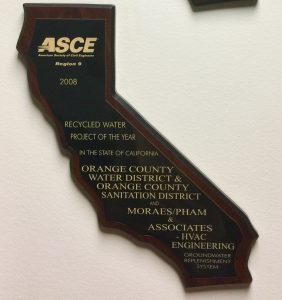 ASCE
American Society of Civil Engineers
Region 9
2008
RECYCLED WATER
PROJECT OF THE YEAR
IN THE STATE OF CALIFORNIA
ORANGE COUNTY
WATER DISTRICT &
ORANGE COUNTY
SANITATION DISTRICT
AND
MORAES/PHAM
&
ASSOCIATES
- HVAC
ENGINEERING
GROUNDWATER
REPLENISHMENT
SYSTEM